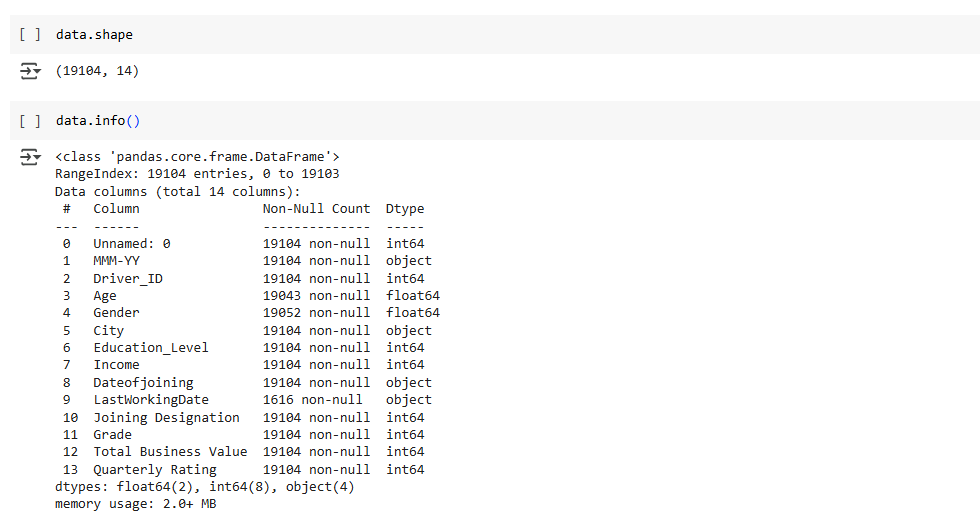 [ ] data.shape
(19104, 14)
[ ] data.info()
<class 'pandas.core.frame.DataFrame'>
RangeIndex: 19104 entries, 0 to 19103
Data columns (total 14 columns):
 #   Column                Non-Null Count  Dtype
---  ------                --------------  -----
 0   Unnamed: 0            19104 non-null  int64
 1   MMM-YY                19104 non-null  object
 2   Driver_ID             19104 non-null  int64
 3   Age                   19043 non-null  float64
 4   Gender                19052 non-null  float64
 5   City                  19104 non-null  object
 6   Education_Level       19104 non-null  int64
 7   Income                19104 non-null  int64
 8   Dateofjoining         19104 non-null  object
 9   LastWorkingDate       1616 non-null   object
 10  Joining Designation   19104 non-null  int64
 11  Grade                 19104 non-null  int64
 12  Total Business Value  19104 non-null  int64
 13  Quarterly Rating      19104 non-null  int64
dtypes: float64(2), int64(8), object(4)
memory usage: 2.0+ MB